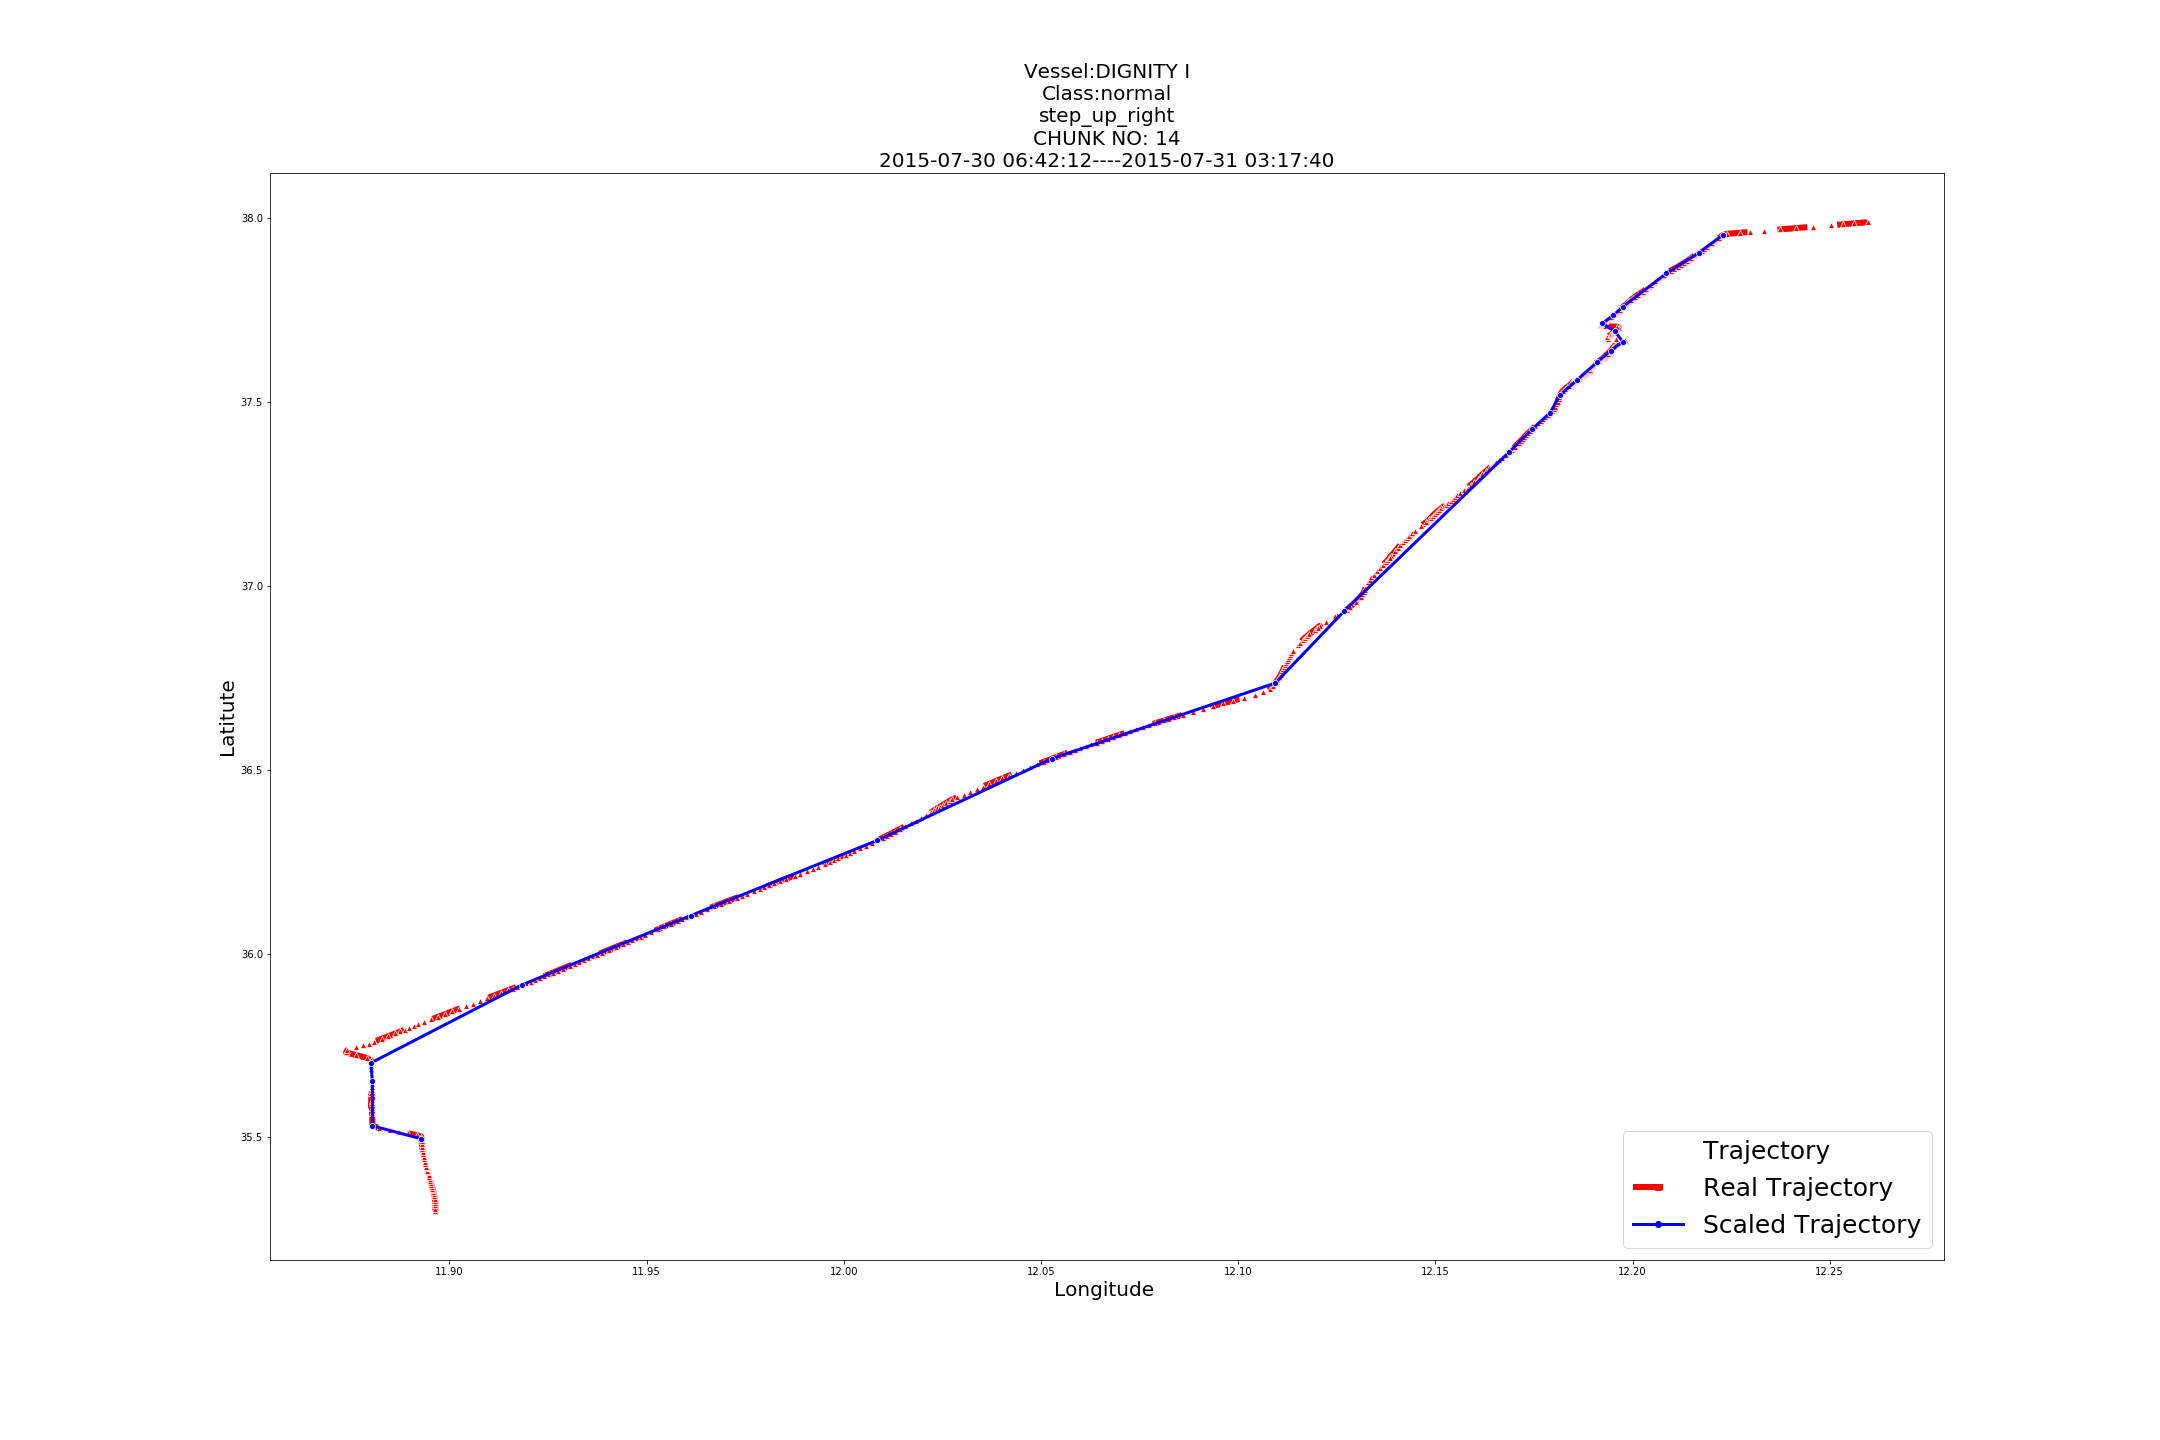 Vessel:DIGNITY I
Class:normal
step_up_right
CHUNK NO: 14
2015-07-30 06:42:12----2015-07-31 03:17:40
38.0
37.5
37.0
36.5
36.0
35.5
Latitute
11.90
11.95
12.00
12.05
12.10
12.15
12.20
12.25
Longitude
Trajectory
Real Trajectory
Scaled Trajectory